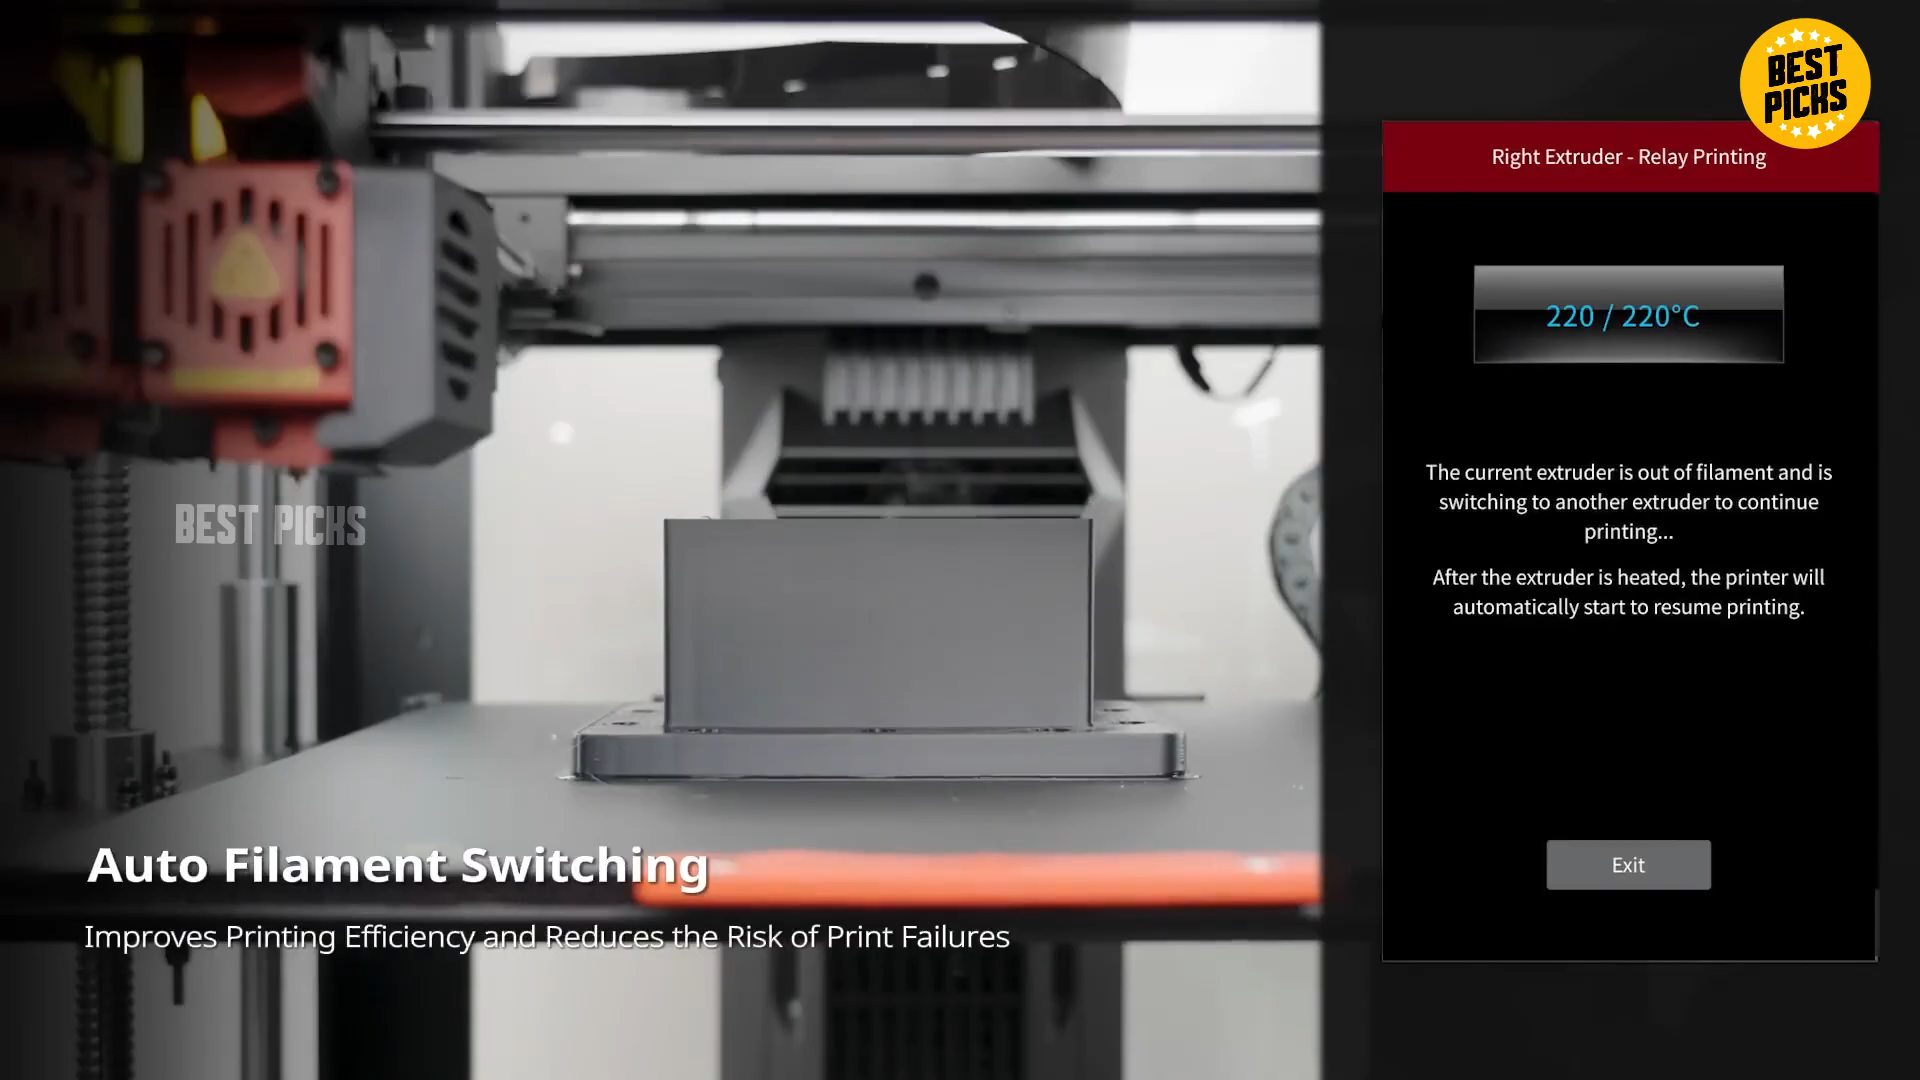 BEST
PICKS
Right Extruder - Relay Printing
220 / 220°C
The current extruder is out of filament and is
switching to another extruder to continue
printing...
After the extruder is heated, the printer will
automatically start to resume printing.
BEST PICKS
Exit
Auto Filament Switching
Improves Printing Efficiency and Reduces the Risk of Print Failures